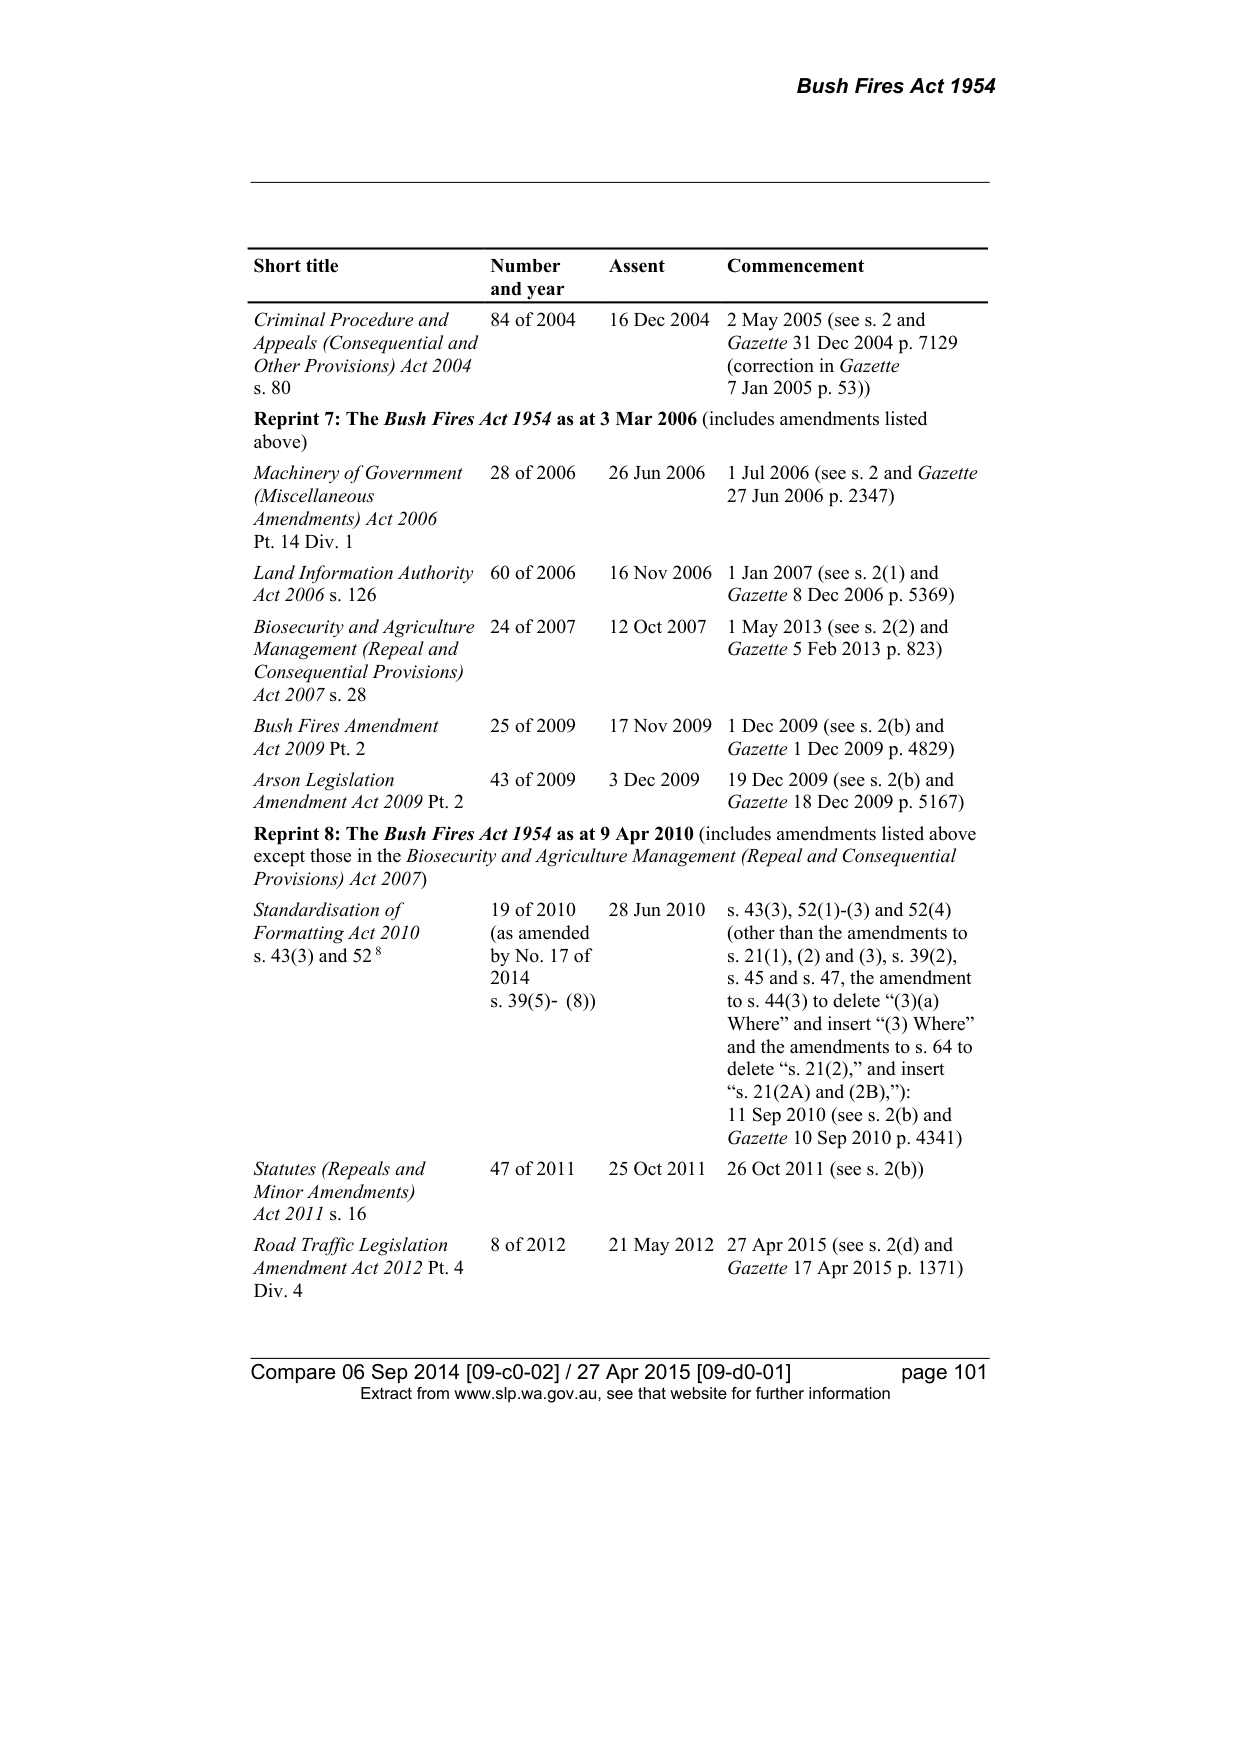 Bush Fires Act 1954
Short title Number Assent Commencement
and year
Criminal Procedure and 84 of 2004 16 Dec 2004 2 May 2005 (see s. 2 and
Appeals (Consequential and Gazette 31 Dec 2004 p. 7129
Other Provisions) Act 2004 (correction in Gazette
s. 80 7 Jan 2005 p. 53))
Reprint 7: The Bush Fires Act 1954 as at 3 Mar 2006 (includes amendments listed
above)
Machinery of Government 28 of 2006 26 Jun 2006 1 Jul 2006 (see s. 2 and Gazette
(Miscellaneous 27 Jun 2006 p. 2347)
Amendments) Act 2006
Pt. 14 Div. 1
Land Information Authority 60 of 2006 16 Nov 2006 1 Jan 2007 (see s. 2(1) and
Act 2006 s. 126 Gazette 8 Dec 2006 p. 5369)
Biosecurity and Agriculture 24 of 2007 12 Oct 2007 1 May 2013 (see s. 2(2) and
Management (Repeal and Gazette 5 Feb 2013 p. 823)
Consequential Provisions)
Act 2007 s. 28
Bush Fires Amendment 25 of 2009 17 Nov 2009 1 Dec 2009 (see s. 2(b) and
Act 2009 Pt. 2 Gazette 1 Dec 2009 p. 4829)
Arson Legislation 43 of 2009 3 Dec 2009 19 Dec 2009 (see s. 2(b) and
Amendment Act 2009 Pt. 2 Gazette 18 Dec 2009 p. 5167)
Reprint 8: The Bush Fires Act 1954 as at 9 Apr 2010 (includes amendments listed above
except those in the Biosecurity and Agriculture Management (Repeal and Consequential
Provisions) Act 2007)
Standardisation of 19 of 2010 28 Jun 2010 s. 43(3), 52(1)-(3) and 52(4)
Formatting Act 2010 (as amended (other than the amendments to
s. 43(3) and 52 8 by No. 17 of s. 21(1), (2) and (3), s. 39(2),
2014 s. 45 and s. 47, the amendment
s. 39(5)- (8)) to s. 44(3) to delete “(3)(a)
Where” and insert “(3) Where”
and the amendments to s. 64 to
delete “s. 21(2),” and insert
“s. 21(2A) and (2B),”):
11 Sep 2010 (see s. 2(b) and
Gazette 10 Sep 2010 p. 4341)
Statutes (Repeals and 47 of 2011 25 Oct 2011 26 Oct 2011 (see s. 2(b))
Minor Amendments)
Act 2011 s. 16
Road Traffic Legislation 8 of 2012 21 May 2012 27 Apr 2015 (see s. 2(d) and
Amendment Act 2012 Pt. 4 Gazette 17 Apr 2015 p. 1371)
Div. 4
Compare 06 Sep 2014 [09-c0-02] / 27 Apr 2015 [09-d0-01] page 101
Extract from www.slp.wa.gov.au, see that website for further information